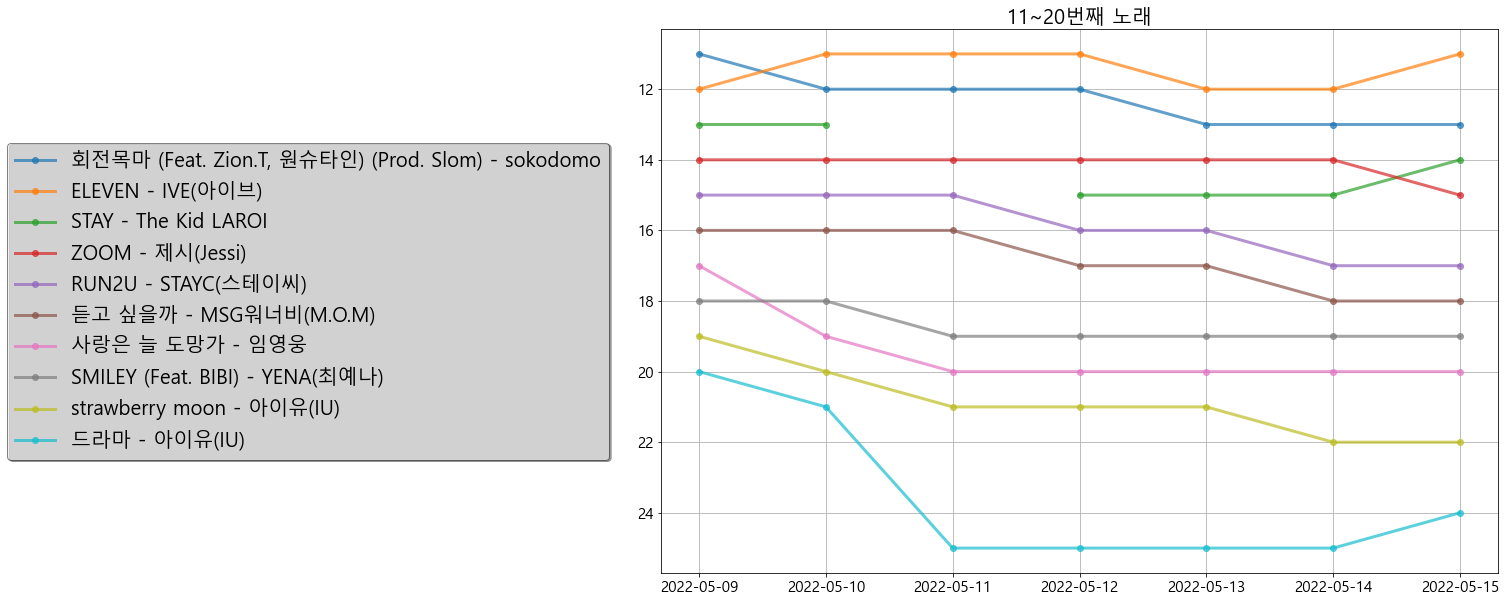 11~20번째 노래
회전목마 (Feat. Zion.T, 원슈타인) (Prod. Slom) - sokodomo
ELEVEN - IVE(아이브)
STAY - The Kid LAROI
ZOOM - 제시(Jessi)
RUN2U - STAYC(스테이씨)
듣고 싶을까 - MSG워너비(M.O.M)
사랑은 늘 도망가 - 임영웅
SMILEY (Feat. BIBI) - YENA(최예나)
strawberry moon - 아이유(IU)
드라마 - 아이유(IU)
12
14
16
18
20
22
24
2022-05-09 2022-05-10 2022-05-11 2022-05-12 2022-05-13 2022-05-14 2022-05-15